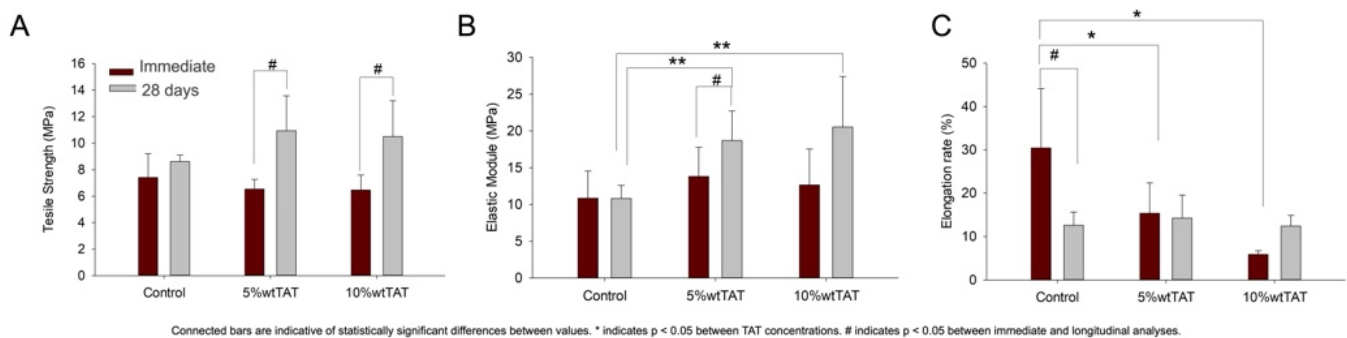 A
Tesile Strength (MPa)
16
14
12
10
8
6
4
2
0
Immediate
28 days
#
#
Control
5%wtTAT
10%wtTAT
B
Elastic Module (MPa)
30
25
20
15
10
5
0
**
**
#
Control
5%wtTAT
10%wtTAT
C
Elongation rate (%)
50
40
30
20
10
0
*
*
#
Control
5%wtTAT
10%wtTAT
Connected bars are indicative of statistically significant differences between values. * indicates p < 0.05 between TAT concentrations. # indicates p < 0.05 between immediate and longitudinal analyses.